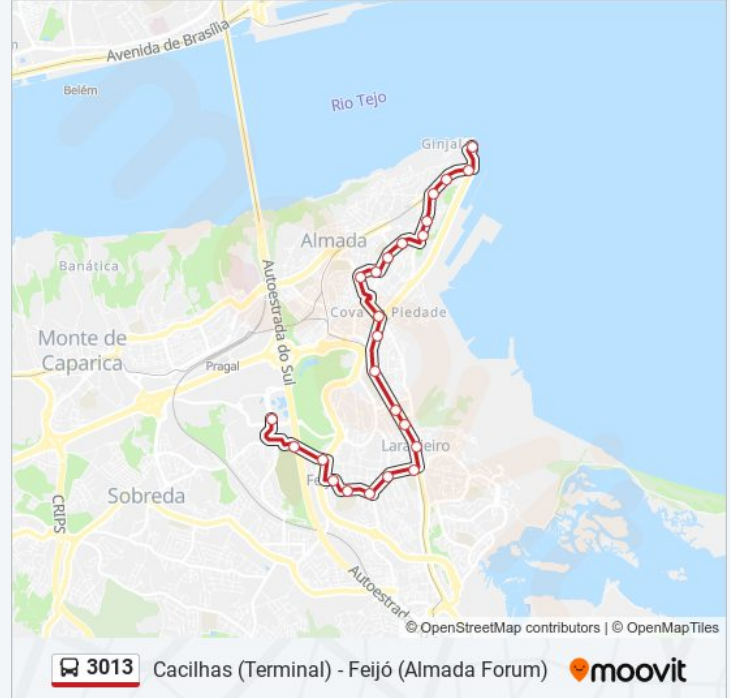 Avenida de Brasília
Belém
Rio Tejo
Ginjal
Almada
Banática
Autoestrada do Sul
Cova
Piedade
Monte de
Caparica
Pragal
Laranjeiro
Sobreda
CRIPS
Autoestrada
© OpenStreetMap contributors | © OpenMapTiles
3013 Cacilhas (Terminal) - Feijó (Almada Forum) moovit